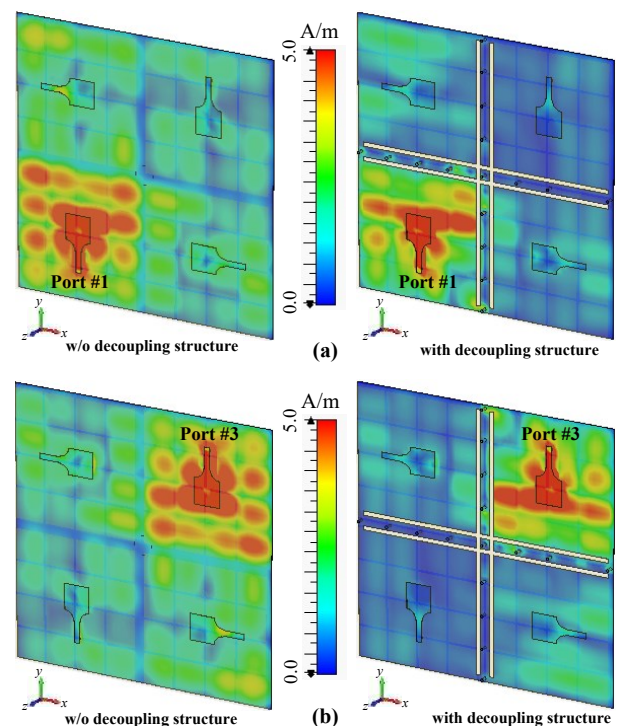 A/m
5.0
0.0
Port #1
Port #1
y
z x
w/o decoupling structure
(a)
y
z x
with decoupling structure
A/m
5.0
0.0
Port #3
Port #3
y
z x
w/o decoupling structure
(b)
y
z x
with decoupling structure